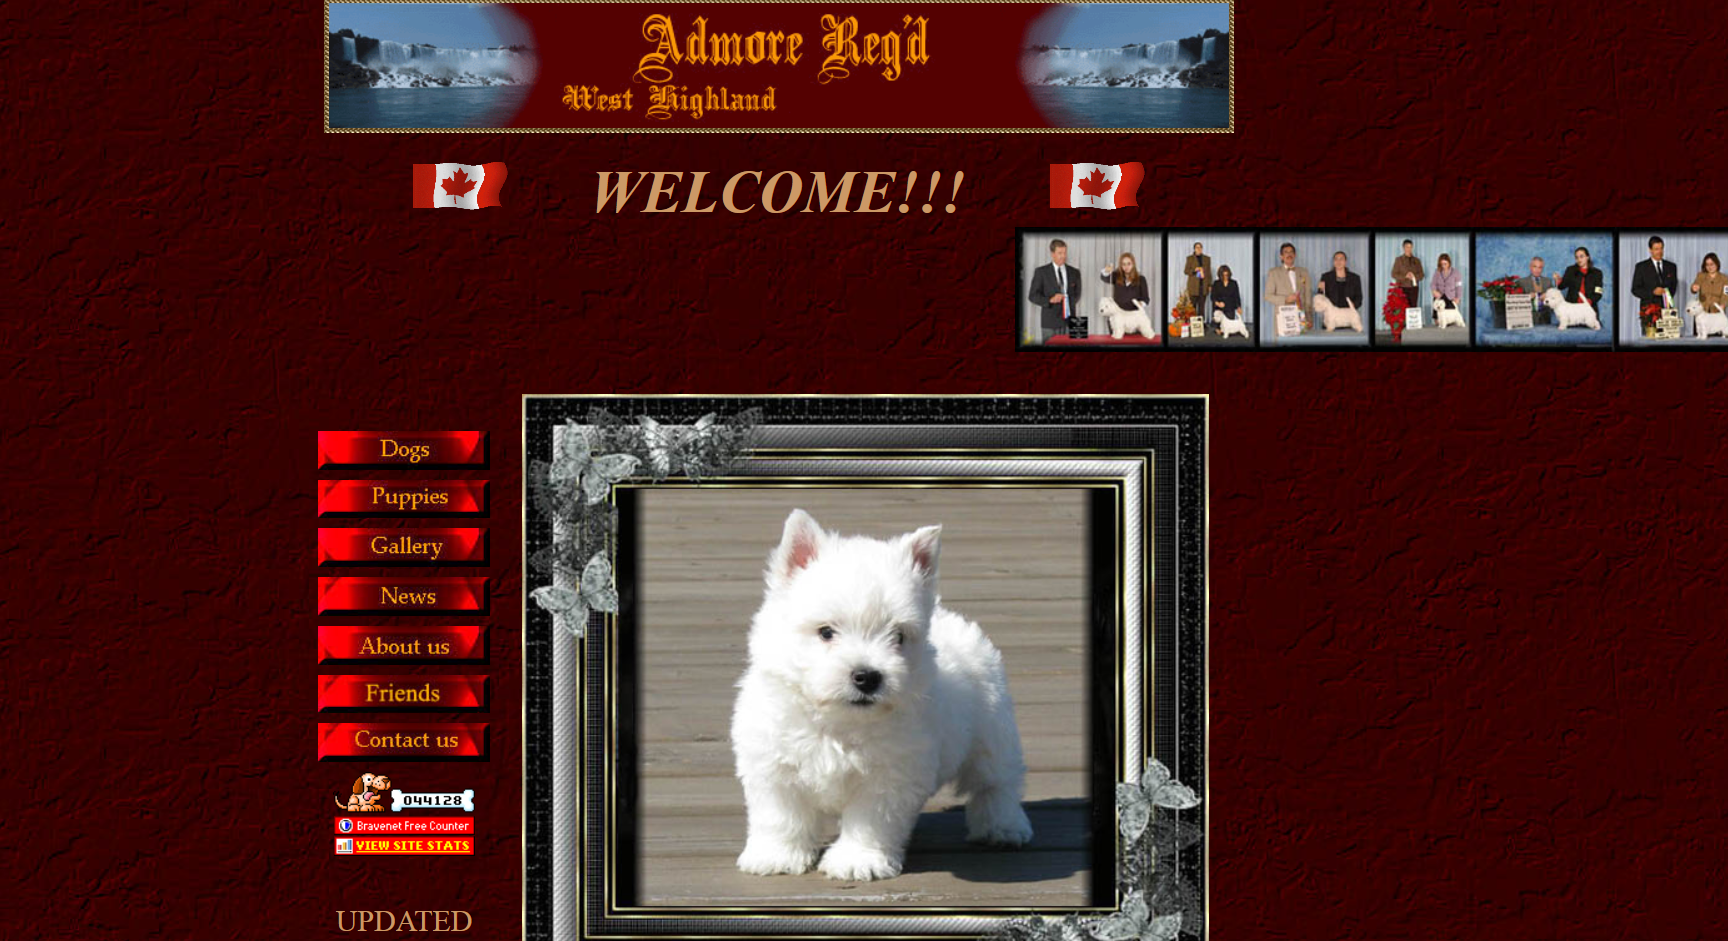 Admore Reg'd
West Highland
WELCOME!!!
Dogs
Puppies
Gallery
News
About us
Friends
Contact us
044128
Bravenet Free Counter
VIEW SITE STATS
UPDATED